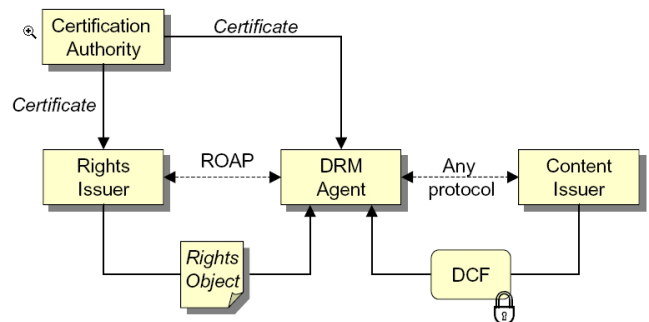 Certification
Authority
Certificate
Certificate
Rights
Issuer
ROAP
DRM
Agent
Any
protocol
Content
Issuer
Rights
Object
DCF